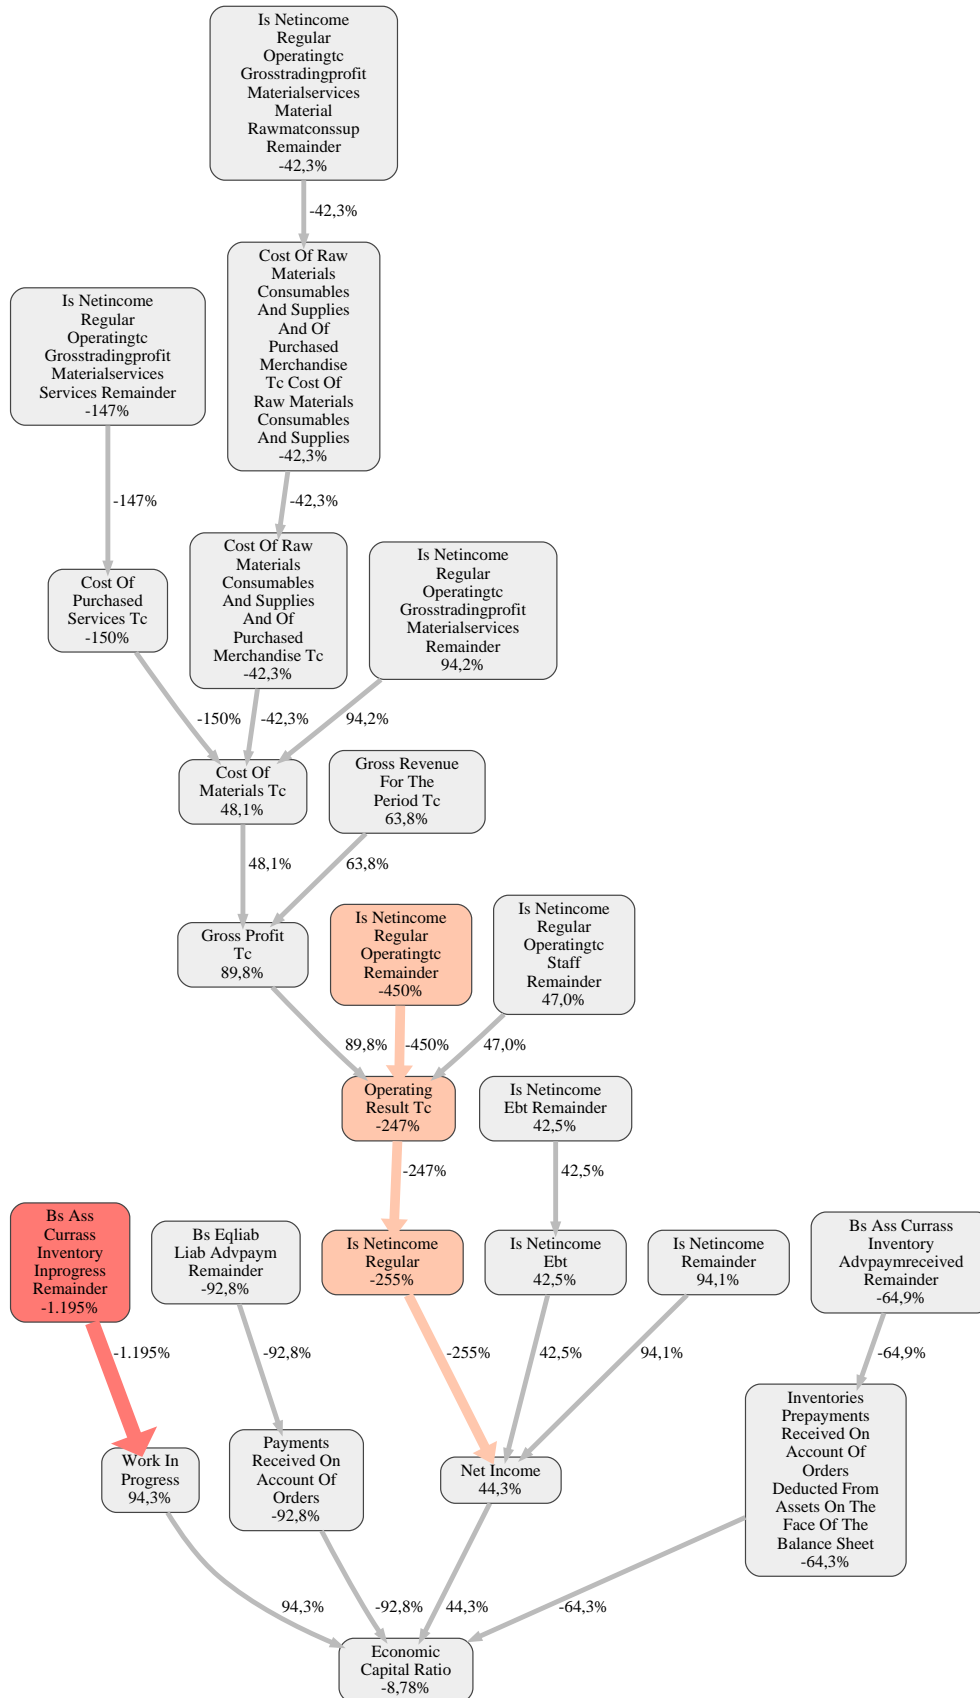 Is Netincome
Regular
Operatingtc
Grosstradingprofit
Materialservices
Material
Rawmatconssup
Remainder
-42,3%
-42,3%
Cost Of Raw
Materials
Consumables
And Supplies
And Of
Purchased
Merchandise
Tc Cost Of
Raw Materials
Consumables
And Supplies
-42,3%
Is Netincome
Regular
Operatingtc
Grosstradingprofit
Materialservices
Services Remainder
-147%
-147%
-42,3%
Cost Of
Purchased
Services Tc
-150%
Cost Of Raw
Materials
Consumables
And Supplies
And Of
Purchased
Merchandise Tc
-42,3%
Is Netincome
Regular
Operatingtc
Grosstradingprofit
Materialservices
Remainder
94,2%
-150%
-42,3%
94,2%
Cost Of
Materials Tc
48,1%
Gross Revenue
For The
Period Tc
63,8%
48,1%
63,8%
Gross Profit
Tc
89,8%
Is Netincome
Regular
Operatingtc
Remainder
-450%
Is Netincome
Regular
Operatingtc
Staff
Remainder
47,0%
89,8%
-450%
47,0%
Operating
Result Tc
-247%
Is Netincome
Ebt Remainder
42,5%
-247%
42,5%
Bs Ass
Currass
Inventory
Inprogress
Remainder
-1.195%
Bs Eqliab
Liab Advpaym
Remainder
-92,8%
Is Netincome
Regular
-255%
Is Netincome
Ebt
42,5%
Is Netincome
Remainder
94,1%
Bs Ass Currass
Inventory
Advpaymreceived
Remainder
-64,9%
-1.195%
-92,8%
-255%
42,5%
94,1%
-64,9%
Work In
Progress
94,3%
Payments
Received On
Account Of
Orders
-92,8%
Net Income
44,3%
Inventories
Prepayments
Received On
Account Of
Orders
Deducted From
Assets On The
Face Of The
Balance Sheet
-64,3%
94,3%
-92,8%
44,3%
-64,3%
Economic
Capital Ratio
-8,78%